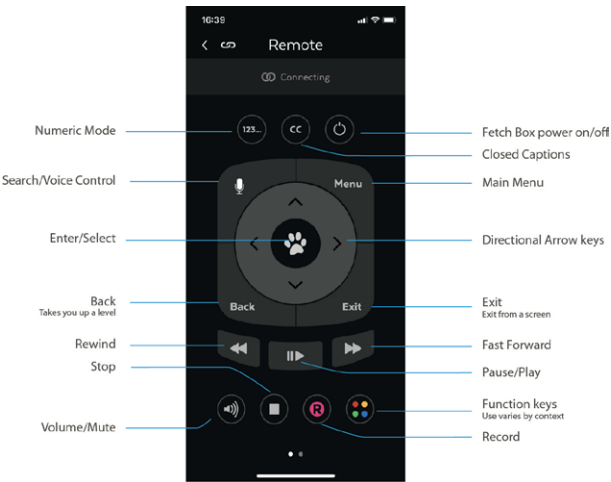 16:39
Remote
Connecting
Numeric Mode
123...
CC
Fetch Box power on/off
Closed Captions
Search/Voice Control
Menu
Main Menu
Enter/Select
Directional Arrow keys
Back
Takes you up a level
Back
Exit
Exit
Exit from a screen
Rewind
Fast Forward
Stop
Pause/Play
Volume/Mute
R
Function keys
Use varies by context
Record